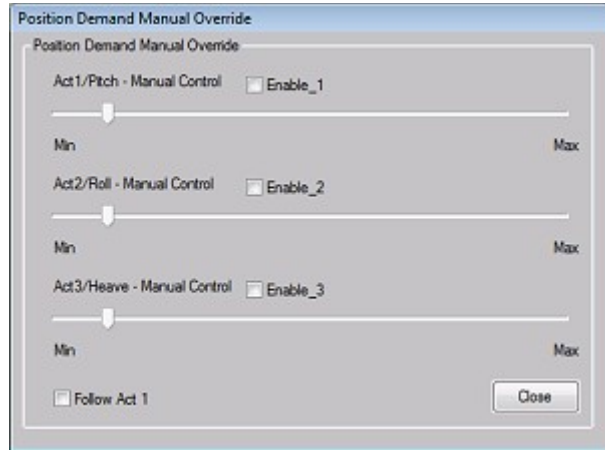 Position Demand Manual Override
Position Demand Manual Override
Act1/Pitch - Manual Control Enable_1
Min Max
Act2/Roll - Manual Control Enable_2
Min Max
Act3/Heave - Manual Control Enable_3
Min Max
Follow Act 1 Close